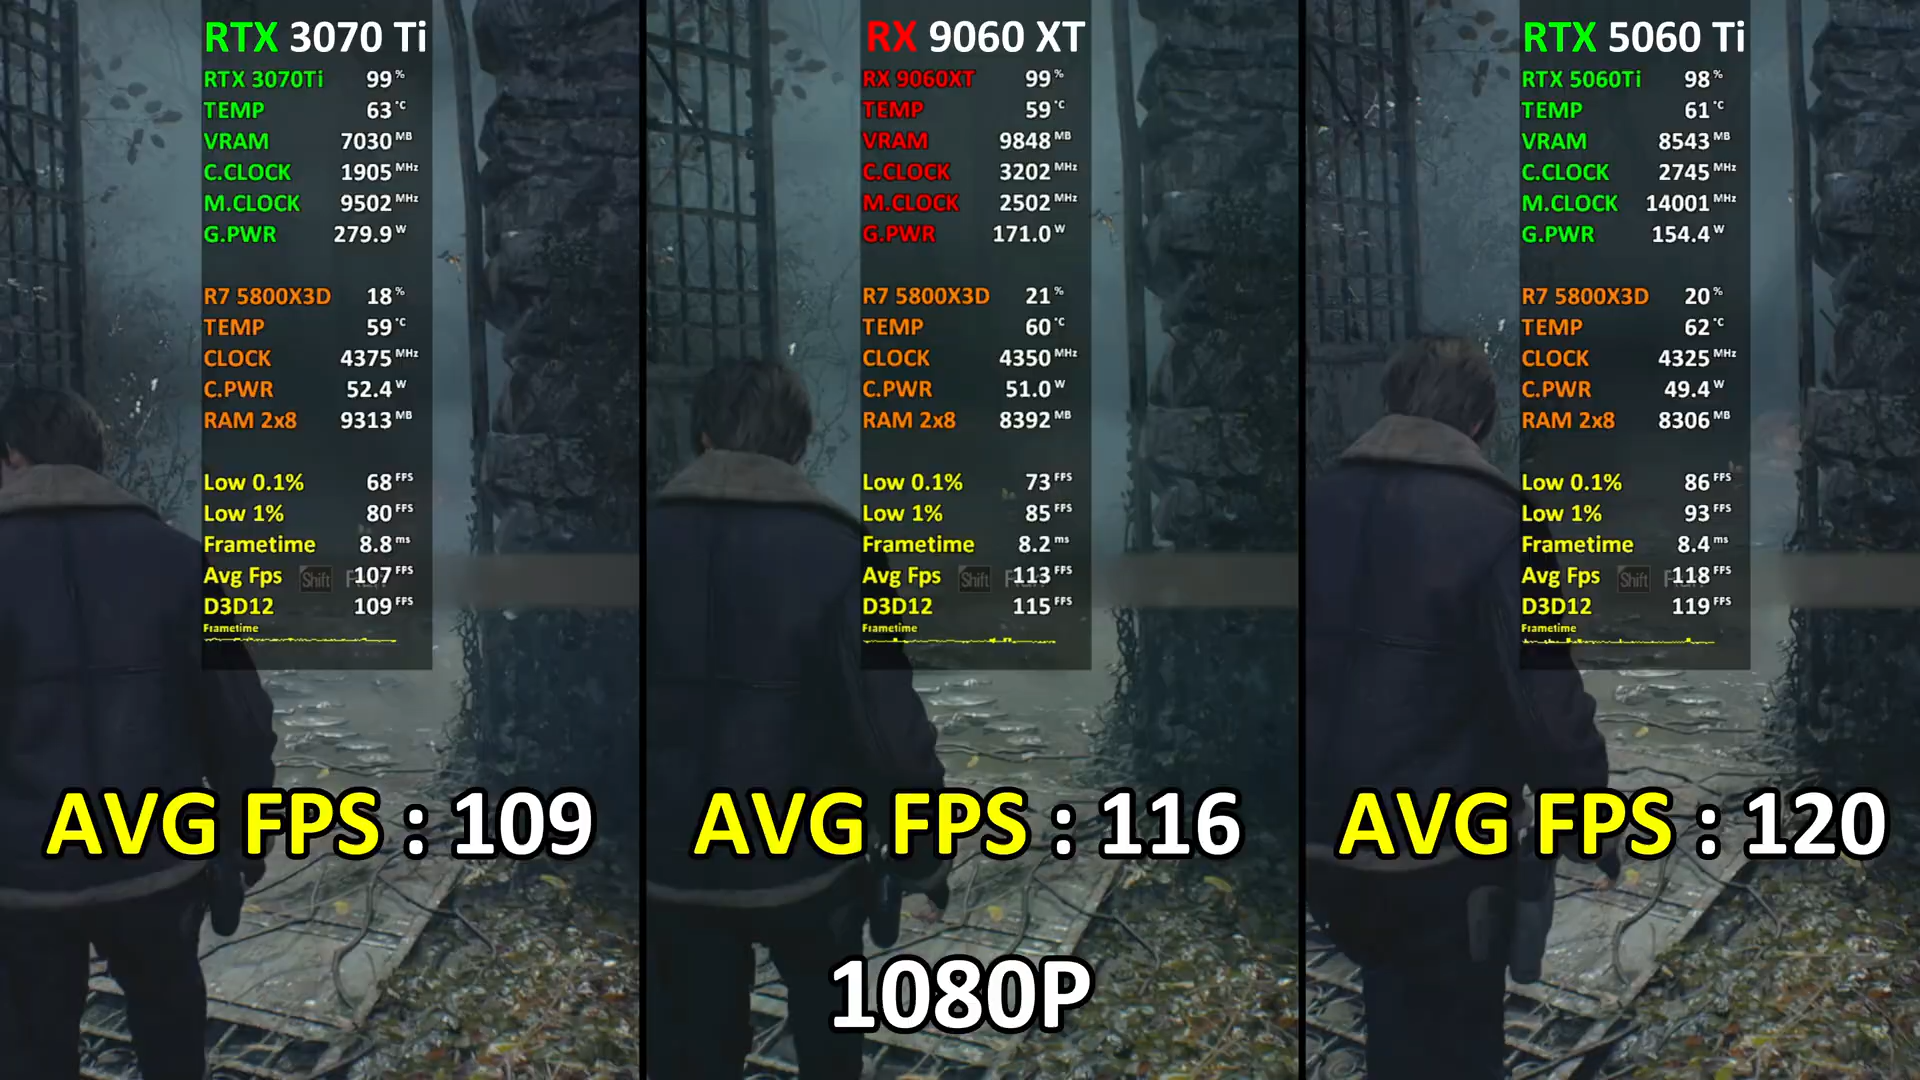 RTX 3070 Ti
RTX 3070Ti 99 %
TEMP 63 °C
VRAM 7030 MB
C.CLOCK 1905 MHz
M.CLOCK 9502 MHz
G.PWR 279.9 W
R7 5800X3D 18 %
TEMP 59 °C
CLOCK 4375 MHz
C.PWR 52.4 W
RAM 2x8 9313 MB
Low 0.1% 68 FPS
Low 1% 80 FPS
Frametime 8.8 ms
Avg Fps 107 FPS
Shift
D3D12 109 FPS
Frametime
AVG FPS : 109
RX 9060 XT
RX 9060XT 99 %
TEMP 59 °C
VRAM 9848 MB
C.CLOCK 3202 MHz
M.CLOCK 2502 MHz
G.PWR 171.0 W
R7 5800X3D 21 %
TEMP 60 °C
CLOCK 4350 MHz
C.PWR 51.0 W
RAM 2x8 8392 MB
Low 0.1% 73 FPS
Low 1% 85 FPS
Frametime 8.2 ms
Avg Fps 113 FPS
Shift
D3D12 115 FPS
Frametime
AVG FPS : 116
RTX 5060 Ti
RTX 5060Ti 98 %
TEMP 61 °C
VRAM 8543 MB
C.CLOCK 2745 MHz
M.CLOCK 14001 MHz
G.PWR 154.4 W
R7 5800X3D 20 %
TEMP 62 °C
CLOCK 4325 MHz
C.PWR 49.4 W
RAM 2x8 8306 MB
Low 0.1% 86 FPS
Low 1% 93 FPS
Frametime 8.4 ms
Avg Fps 118 FPS
Shift
D3D12 119 FPS
Frametime
AVG FPS : 120
1080P